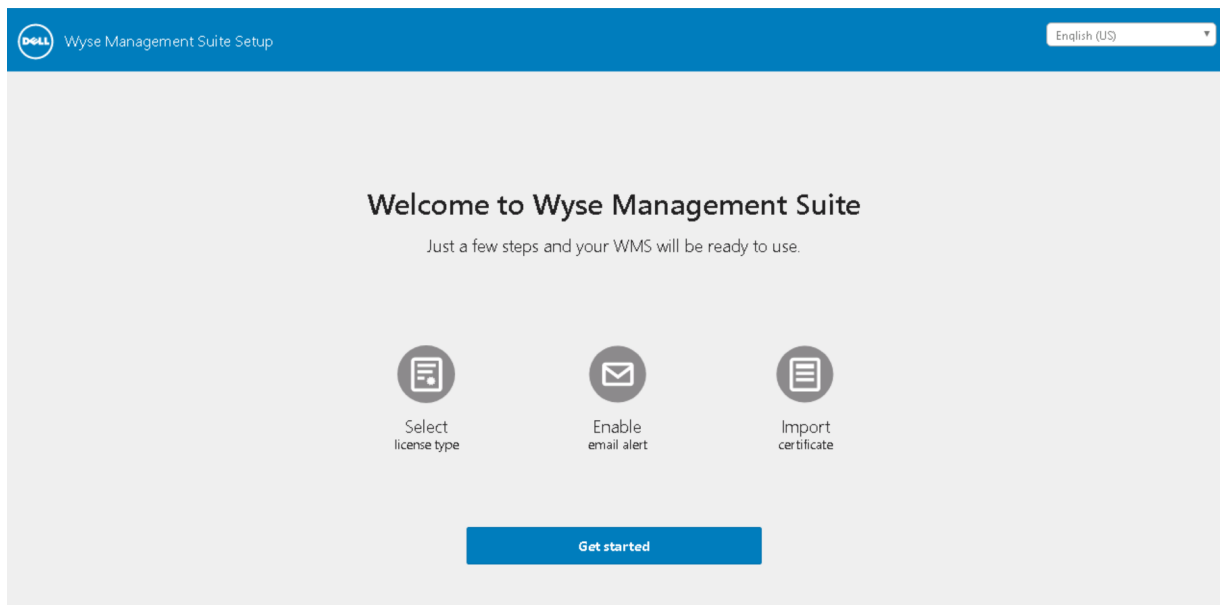 DELL
Wyse Management Suite Setup
English (US)
Welcome to Wyse Management Suite
Just a few steps and your WMS will be ready to use.
Select
license type
Enable
email alert
Import
certificate
Get started